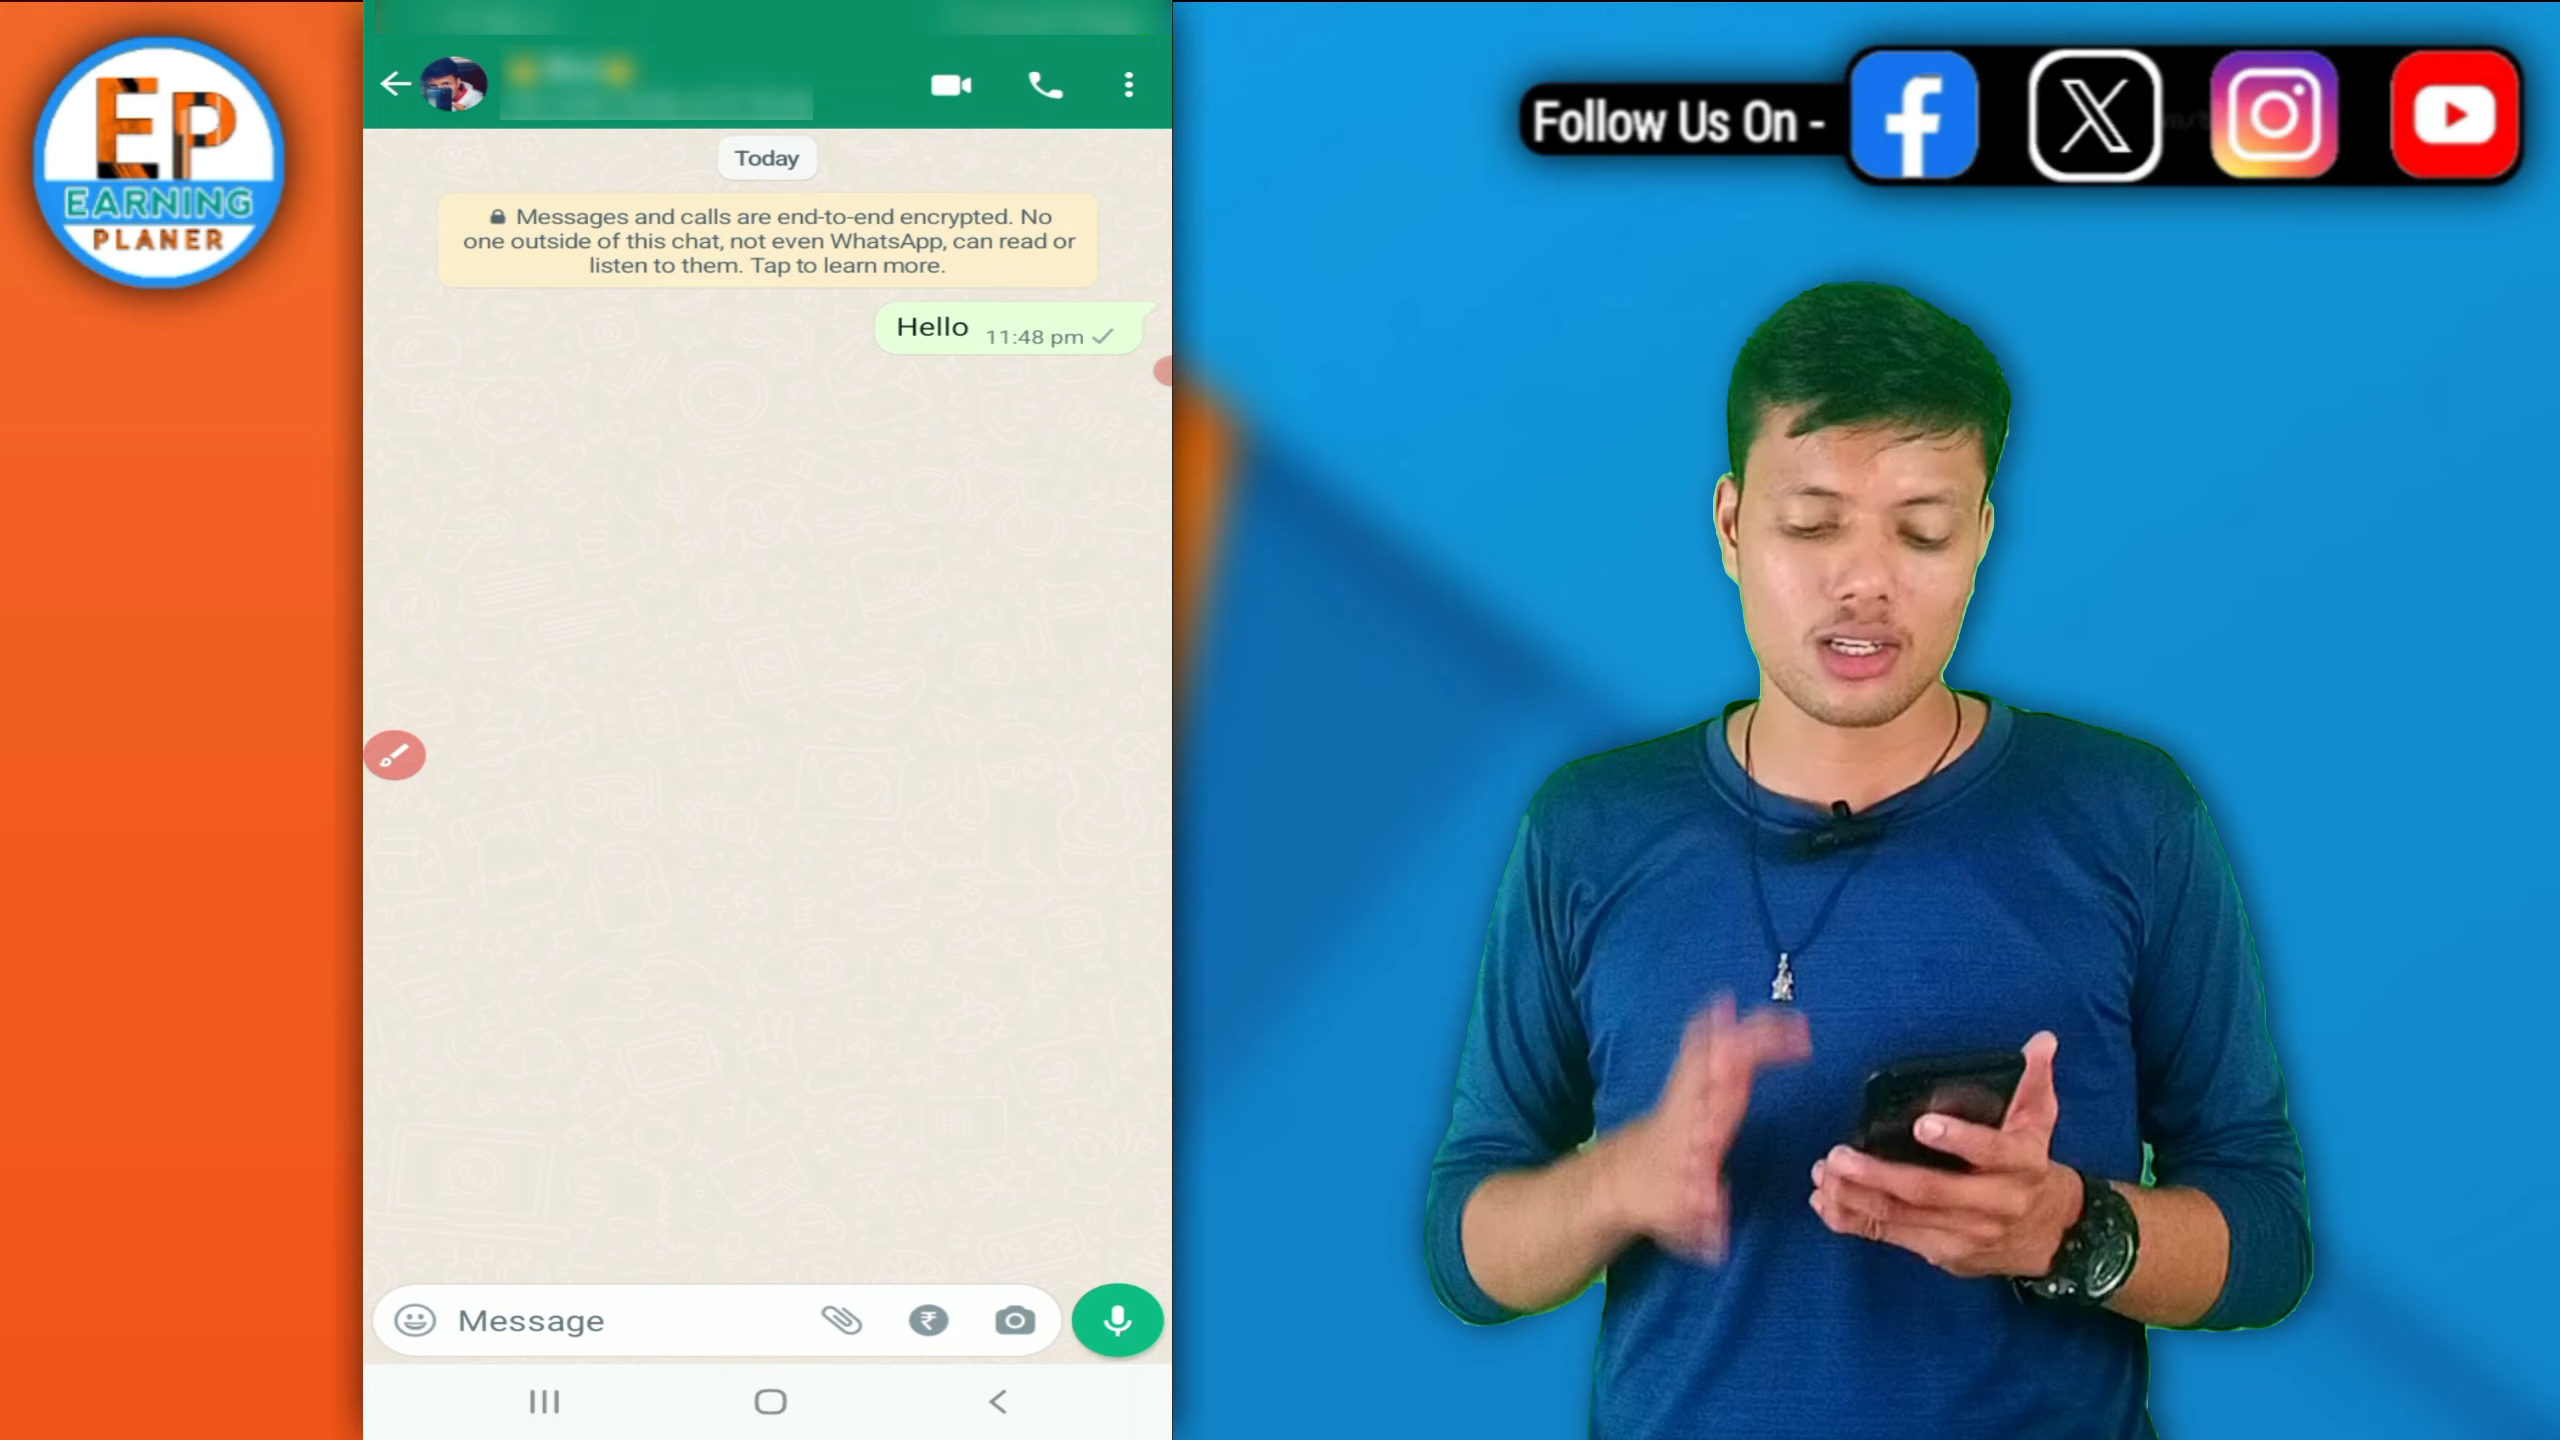 EP
EARNING
PLANER
Today
Messages and calls are end-to-end encrypted. No
one outside of this chat, not even WhatsApp, can read or
listen to them. Tap to learn more.
Hello 11:48 pm
Message
Follow Us On -